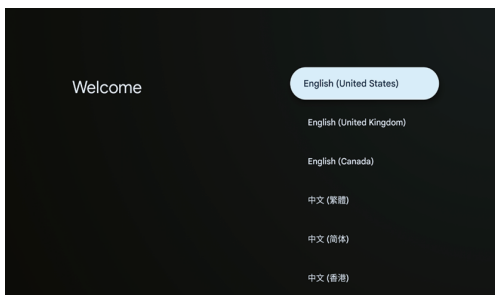 Welcome
English (United States)
English (United Kingdom)
English (Canada)
中文 (繁體)
中文 (简体)
中文 (香港)